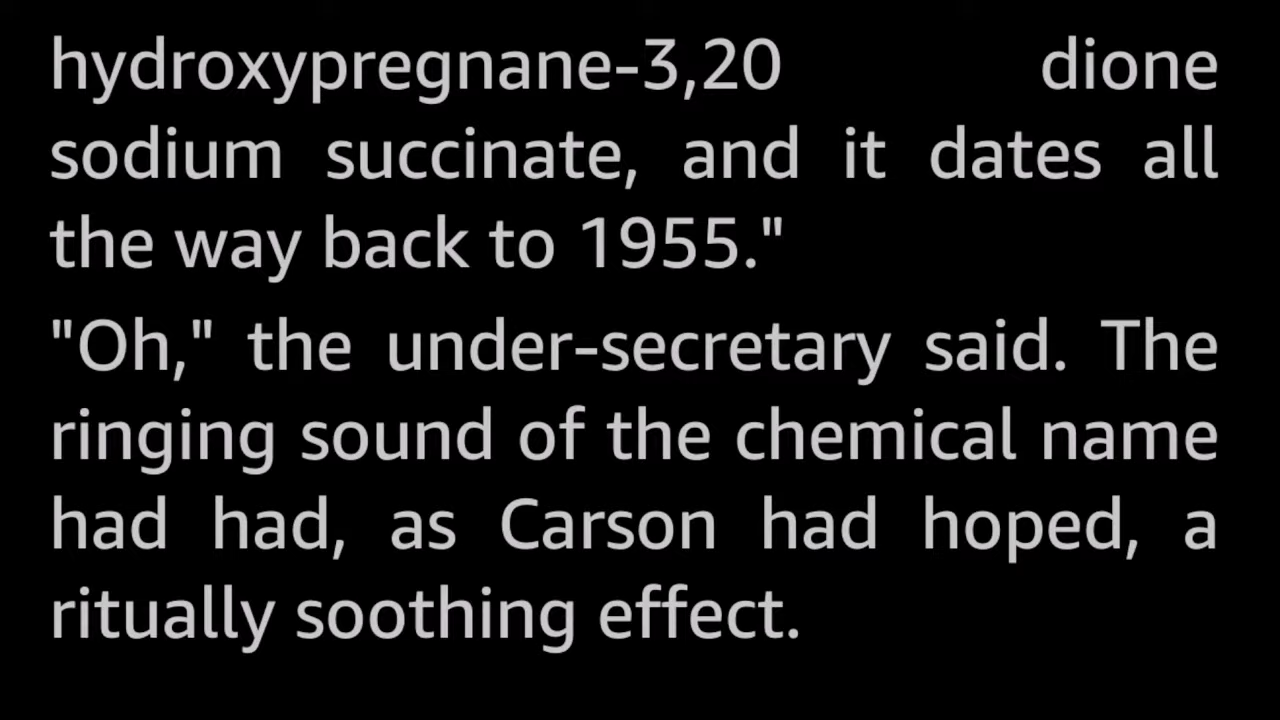 hydroxypregnane-3,20 dione
sodium succinate, and it dates all
the way back to 1955."
"Oh," the under-secretary said. The
ringing sound of the chemical name
had had, as Carson had hoped, a
ritually soothing effect.